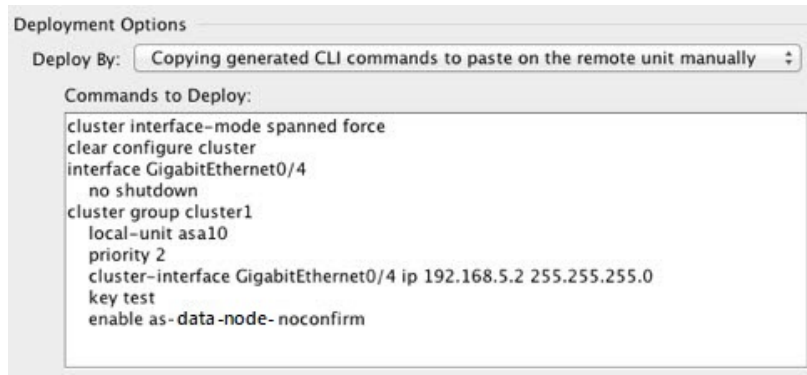 Deployment Options
Deploy By: Copying generated CLI commands to paste on the remote unit manually
Commands to Deploy:
cluster interface-mode spanned force
clear configure cluster
interface GigabitEthernet0/4
no shutdown
cluster group cluster1
local-unit asa10
priority 2
cluster-interface GigabitEthernet0/4 ip 192.168.5.2 255.255.255.0
key test
enable as-data-node-noconfirm